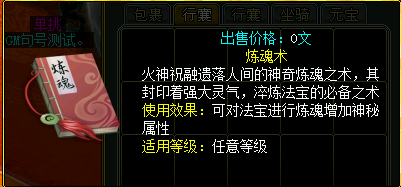 包裹 行囊 行囊 坐骑 元宝
单挑
GM句号测试。
炼魂
出售价格：0文
炼魂术
火神祝融遗落人间的神奇炼魂之术，其
封印着强大灵气，淬炼法宝的必备之术
使用效果：可对法宝进行炼魂增加神秘
属性
适用等级：任意等级